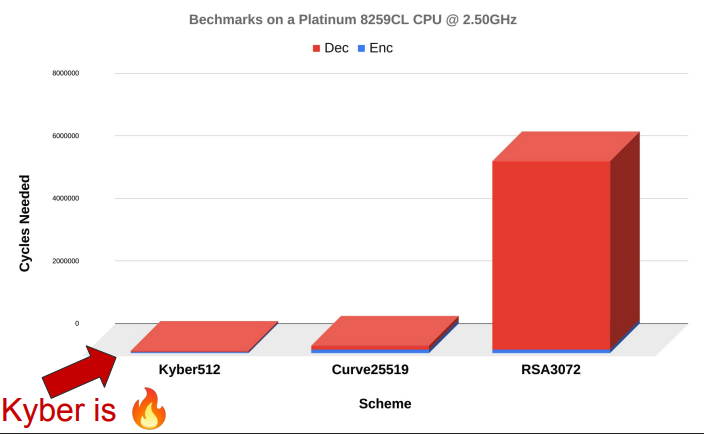 Bechmarks on a Platinum 8259CL CPU @ 2.50GHz
Dec Enc
8000000
6000000
4000000
2000000
0
Cycles Needed
Kyber512 Curve25519 RSA3072
Scheme
Kyber is 🔥